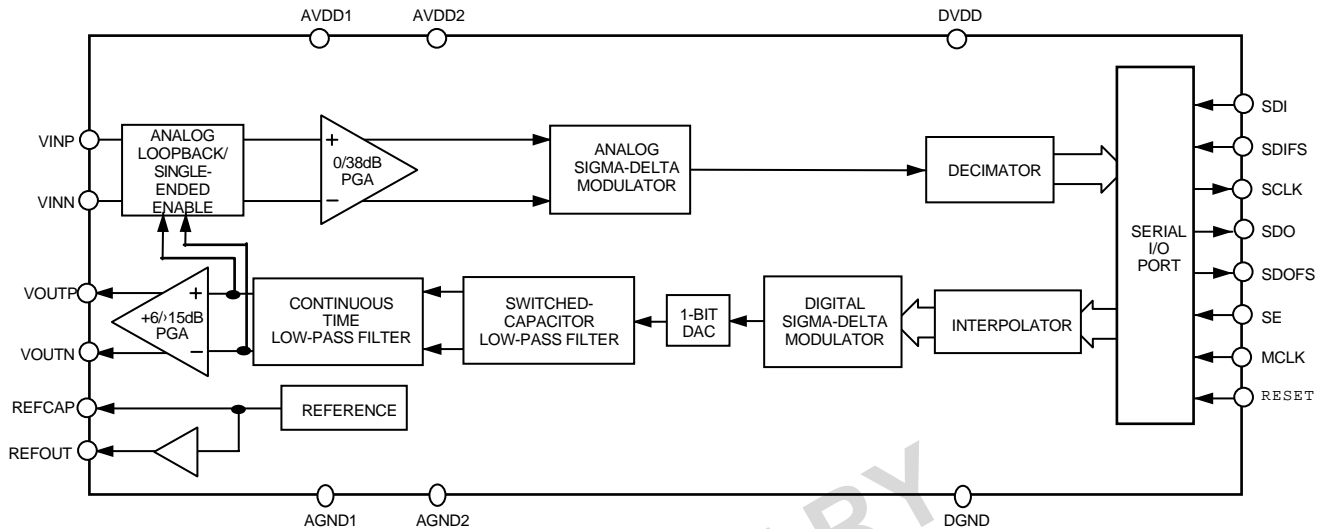 AVDD1 AVDD2 DVDD
VINP
VINN
ANALOG
LOOPBACK/
SINGLE-
ENDED
ENABLE
+
0/38dB
PGA
−
ANALOG
SIGMA-DELTA
MODULATOR
DECIMATOR
SERIAL
I/O
PORT
SDI
SDIFS
SCLK
SDO
SDOFS
SE
MCLK
RESET
VOUTP
VOUTN
+
+6/›15dB
PGA
−
CONTINUOUS
TIME
LOW-PASS FILTER
SWITCHED-
CAPACITOR
LOW-PASS FILTER
1-BIT
DAC
DIGITAL
SIGMA-DELTA
MODULATOR
INTERPOLATOR
REFCAP
REFOUT
REFERENCE
AGND1 AGND2 DGND